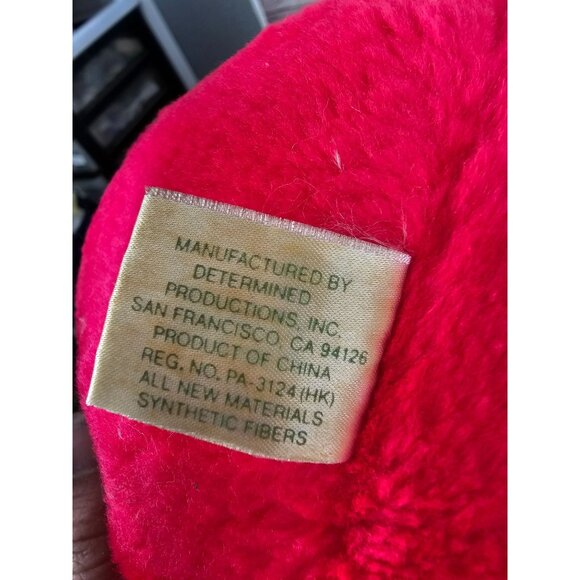 MANUFACTURED BY
DETERMINED
PRODUCTIONS, INC.
SAN FRANCISCO, CA 94126
PRODUCT OF CHINA
REG. NO. PA-3124 (HK)
ALL NEW MATERIALS
SYNTHETIC FIBERS